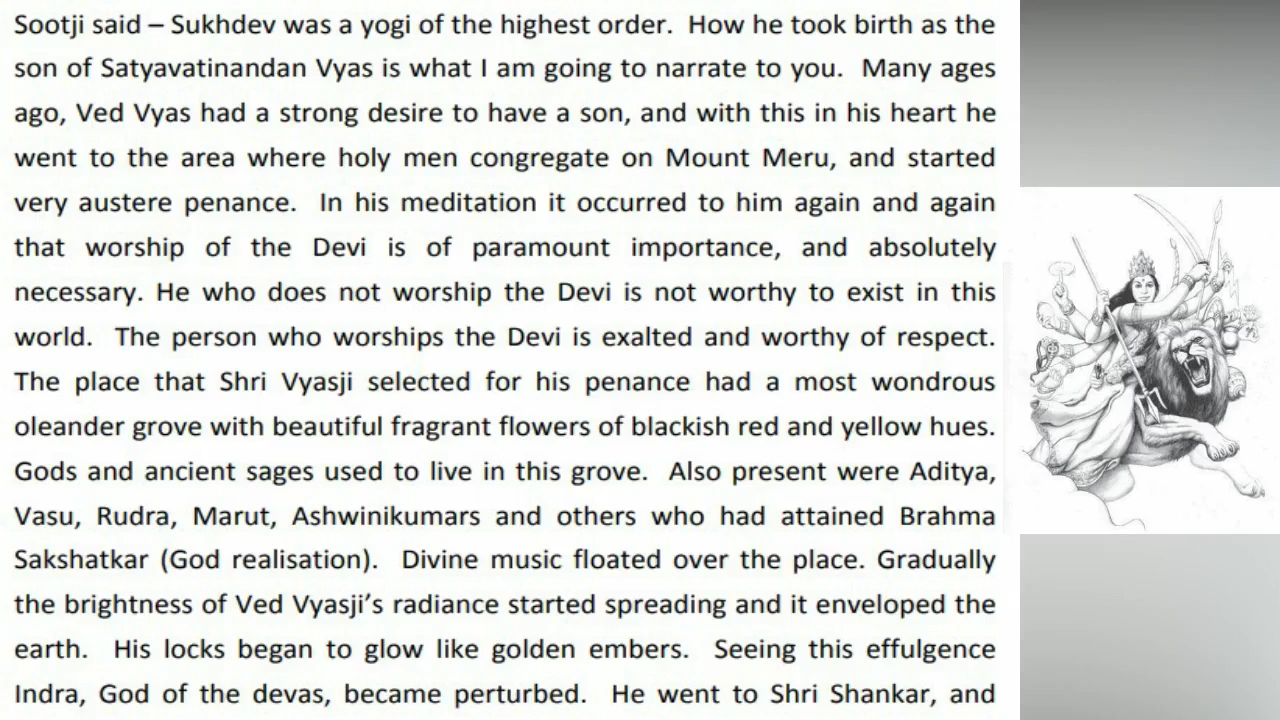 Sootji said – Sukhdev was a yogi of the highest order. How he took birth as the
son of Satyavatinandan Vyas is what I am going to narrate to you. Many ages
ago, Ved Vyas had a strong desire to have a son, and with this in his heart he
went to the area where holy men congregate on Mount Meru, and started
very austere penance. In his meditation it occurred to him again and again
that worship of the Devi is of paramount importance, and absolutely
necessary. He who does not worship the Devi is not worthy to exist in this
world. The person who worships the Devi is exalted and worthy of respect.
The place that Shri Vyasji selected for his penance had a most wondrous
oleander grove with beautiful fragrant flowers of blackish red and yellow hues.
Gods and ancient sages used to live in this grove. Also present were Aditya,
Vasu, Rudra, Marut, Ashwinikumars and others who had attained Brahma
Sakshatkar (God realisation). Divine music floated over the place. Gradually
the brightness of Ved Vyasji’s radiance started spreading and it enveloped the
earth. His locks began to glow like golden embers. Seeing this effulgence
Indra, God of the devas, became perturbed. He went to Shri Shankar, and